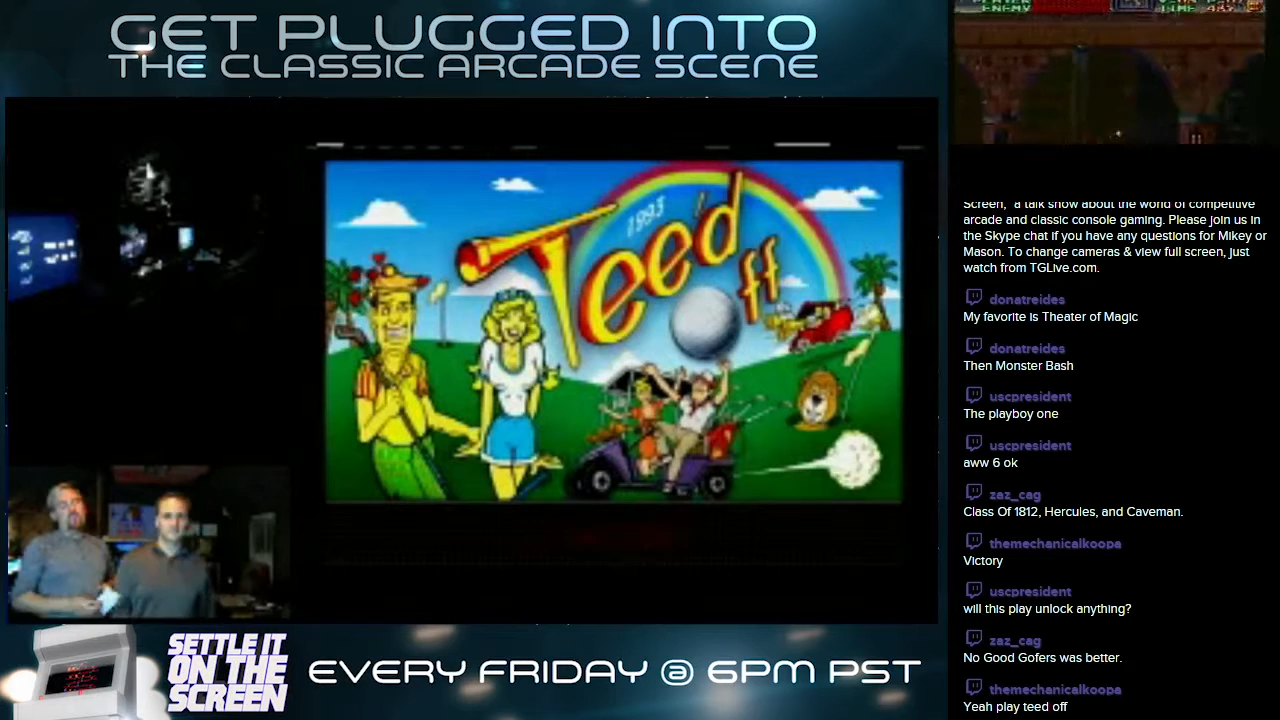 GET PLUGGED INTO
THE CLASSIC ARCADE SCENE
ENEMY
1993
Tee'd
Off
SETTLE IT
ON THE
SCREEN
EVERY FRIDAY @ 6PM PST
Screen, a talk show about the world of competitive
arcade and classic console gaming. Please join us in
the Skype chat if you have any questions for Mikey or
Mason. To change cameras & view full screen, just
watch from TGLive.com.
donatreides
My favorite is Theater of Magic
donatreides
Then Monster Bash
uscpresident
The playboy one
uscpresident
aww 6 ok
zaz_cag
Class Of 1812, Hercules, and Caveman.
themechanicalkoopa
Victory
uscpresident
will this play unlock anything?
zaz_cag
No Good Gofers was better.
themechanicalkoopa
Yeah play teed off